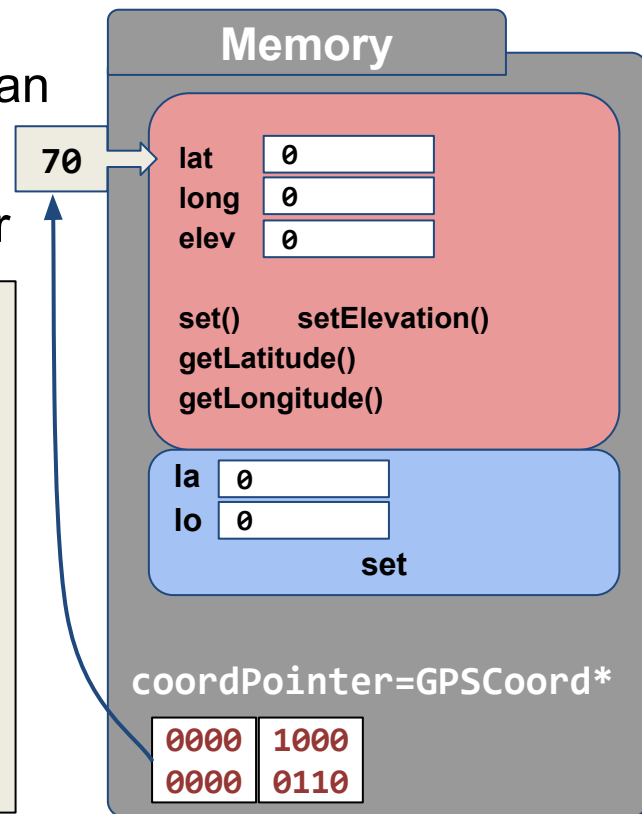 Memory
an
70
r
lat 0
long 0
elev 0
set() setElevation()
getLatitude()
getLongitude()
la 0
lo 0
set
coordPointer=GPSCoord*
0000 1000
0000 0110